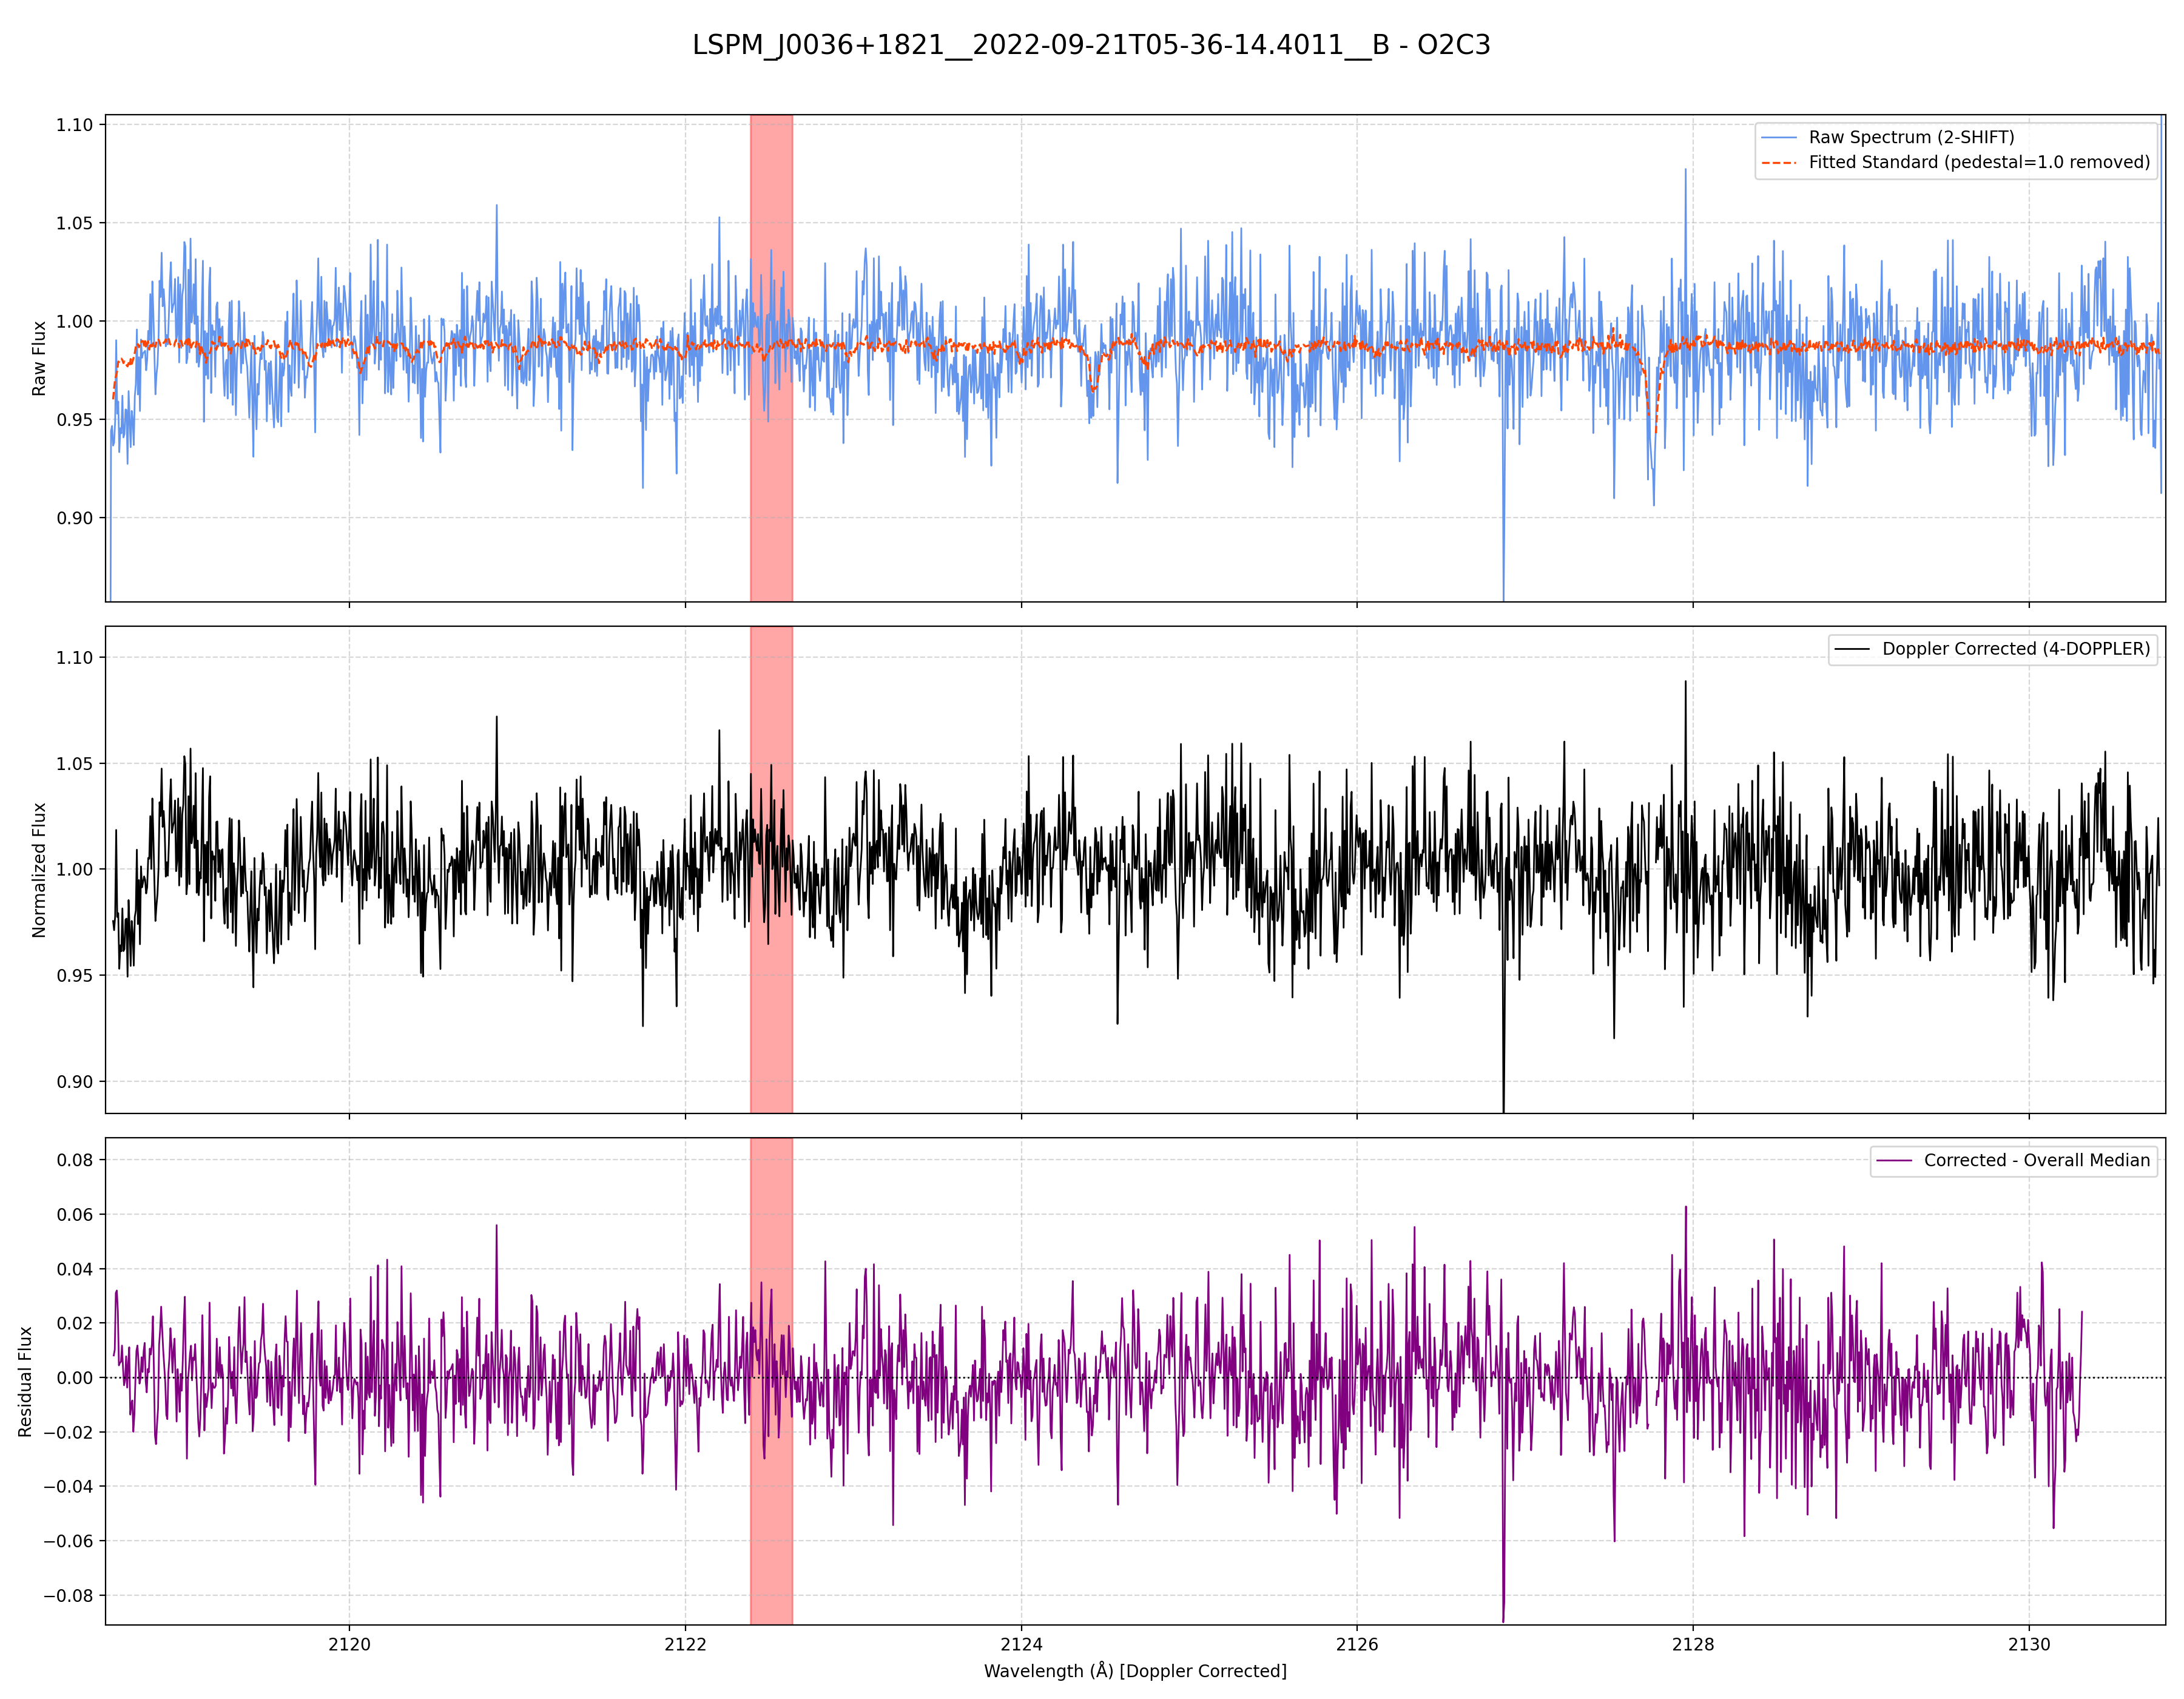 LSPM_J0036+1821__2022-09-21T05-36-14.4011__B - O2C3
Raw Flux
1.10
1.05
1.00
0.95
0.90
Raw Spectrum (2-SHIFT)
Fitted Standard (pedestal=1.0 removed)
Normalized Flux
1.10
1.05
1.00
0.95
0.90
Doppler Corrected (4-DOPPLER)
Residual Flux
0.08
0.06
0.04
0.02
0.00
−0.02
−0.04
−0.06
−0.08
Corrected - Overall Median
2120 2122 2124 2126 2128 2130
Wavelength (Å) [Doppler Corrected]